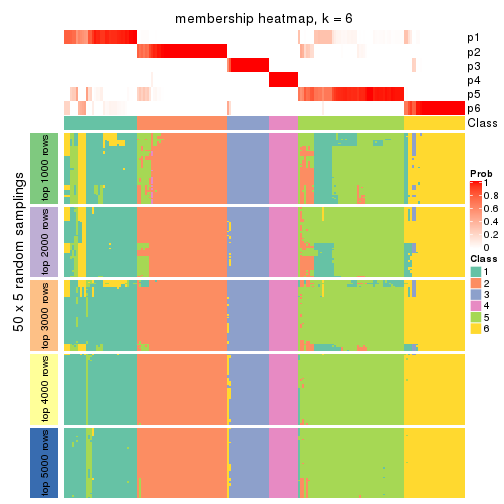 membership heatmap, k = 6
p1
p2
p3
p4
p5
p6
Class
50 x 5 random samplings
top 1000 rows
top 2000 rows
top 3000 rows
top 4000 rows
top 5000 rows
Prob
1
0.8
0.6
0.4
0.2
0
Class
1
2
3
4
5
6